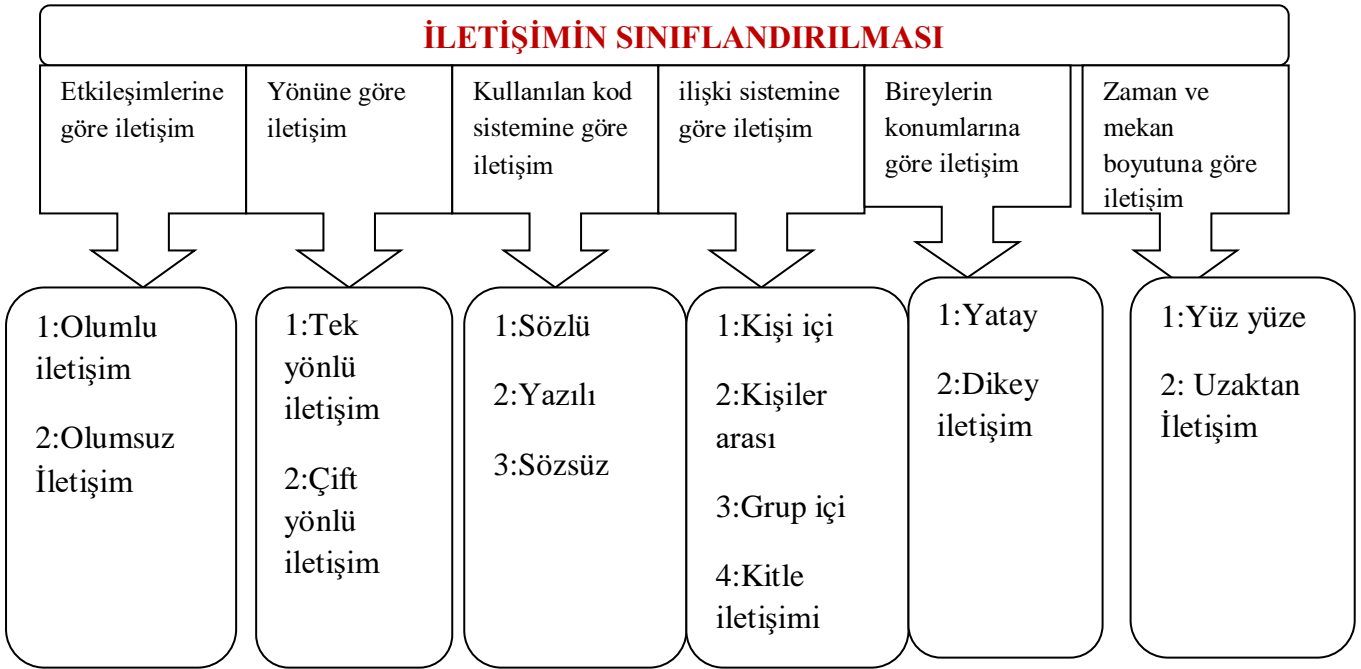 İLETİŞİMİN SINIFLANDIRILMASI
Etkileşimlerine
göre iletişim
Yönüne göre
iletişim
Kullanılan kod
sistemine göre
iletişim
ilişki sistemine
göre iletişim
Bireylerin
konumlarına
göre iletişim
Zaman ve
mekan
boyutuna göre
iletişim
1:Olumlu
iletişim
2:Olumsuz
İletişim
1:Tek
yönlü
iletişim
2:Çift
yönlü
iletişim
1:Sözlü
2:Yazılı
3:Sözsüz
1:Kişi içi
2:Kişiler
arası
3:Grup içi
4:Kitle
iletişimi
1:Yatay
2:Dikey
iletişim
1:Yüz yüze
2: Uzaktan
İletişim